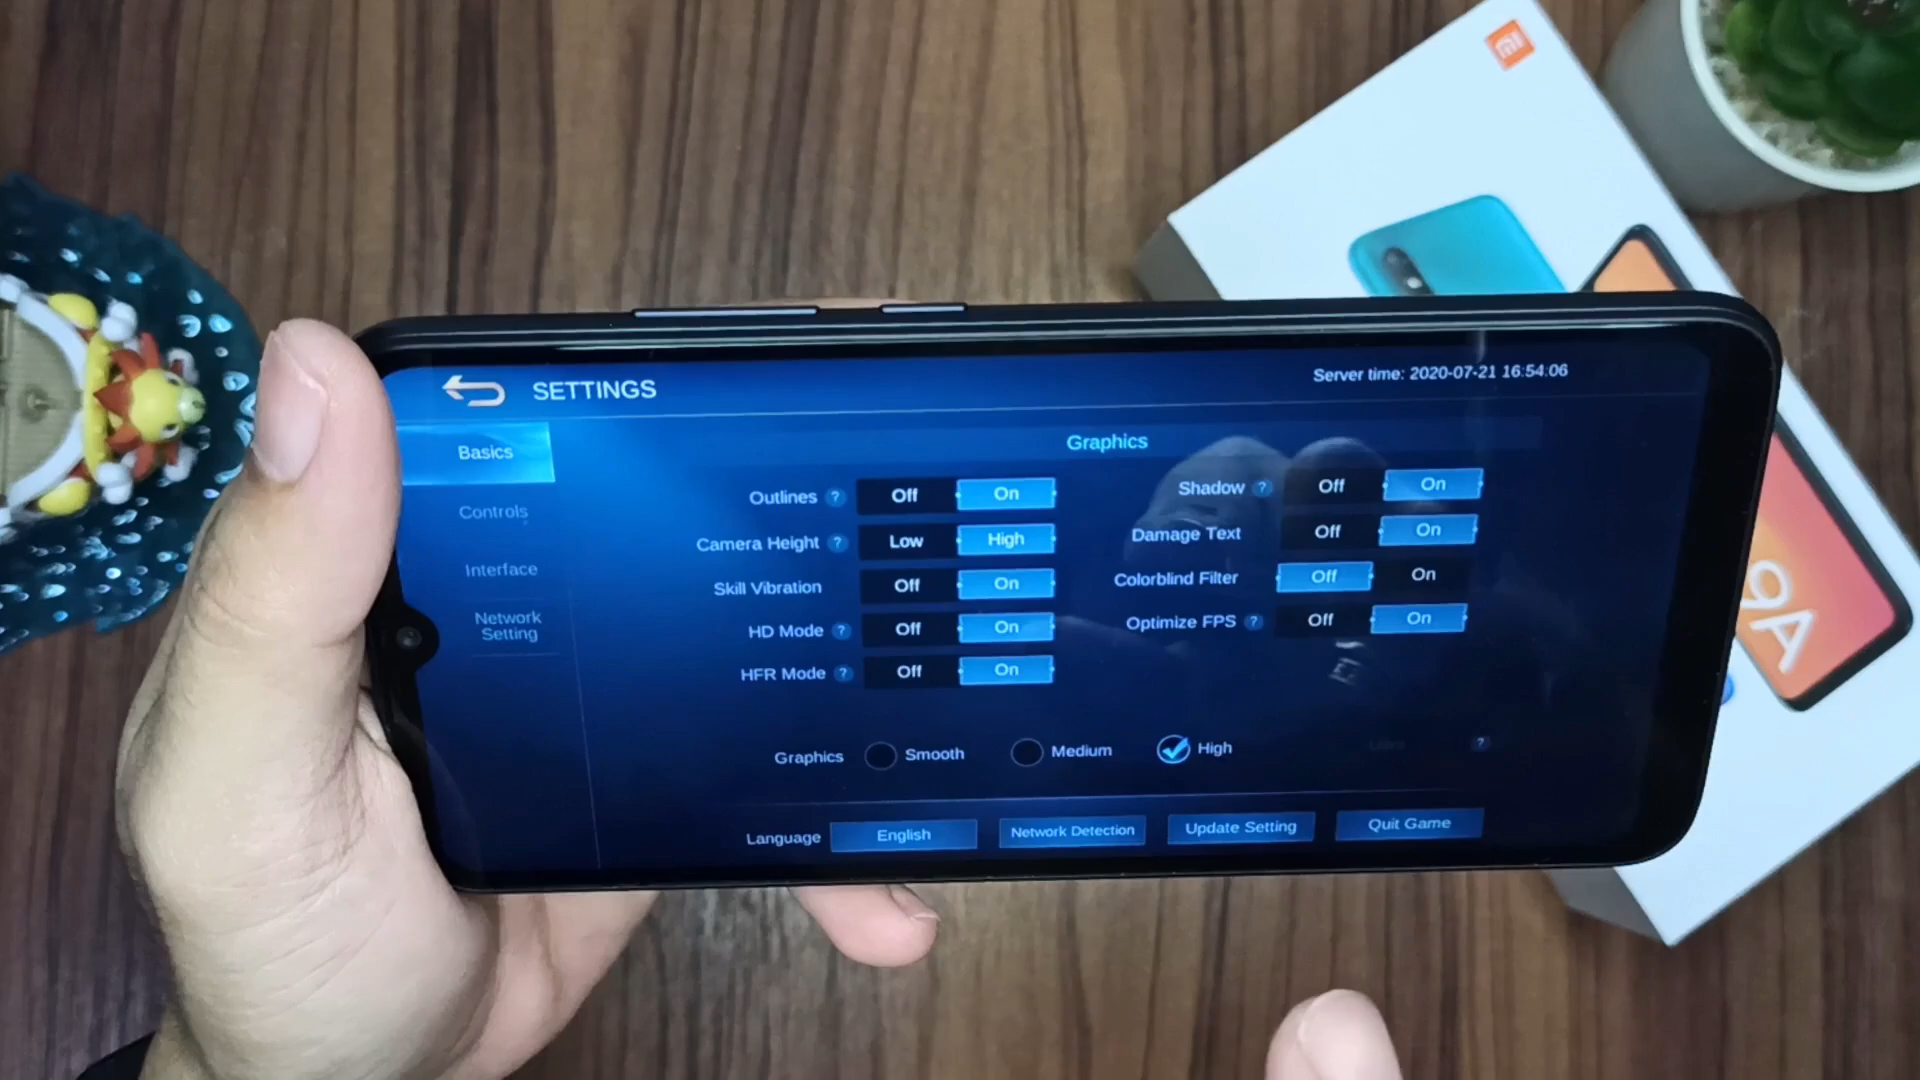 mi
SETTINGS
Server time: 2020-07-21 16:54:06
Basics
Controls
Interface
Network
Setting
Graphics
Outlines ? Off On
Shadow ? Off On
Camera Height ? Low High
Damage Text Off On
Skill Vibration Off On
Colorblind Filter Off On
HD Mode ? Off On
Optimize FPS ? Off On
HFR Mode ? Off On
Graphics Smooth Medium High ?
Language English Network Detection Update Setting Quit Game
9A